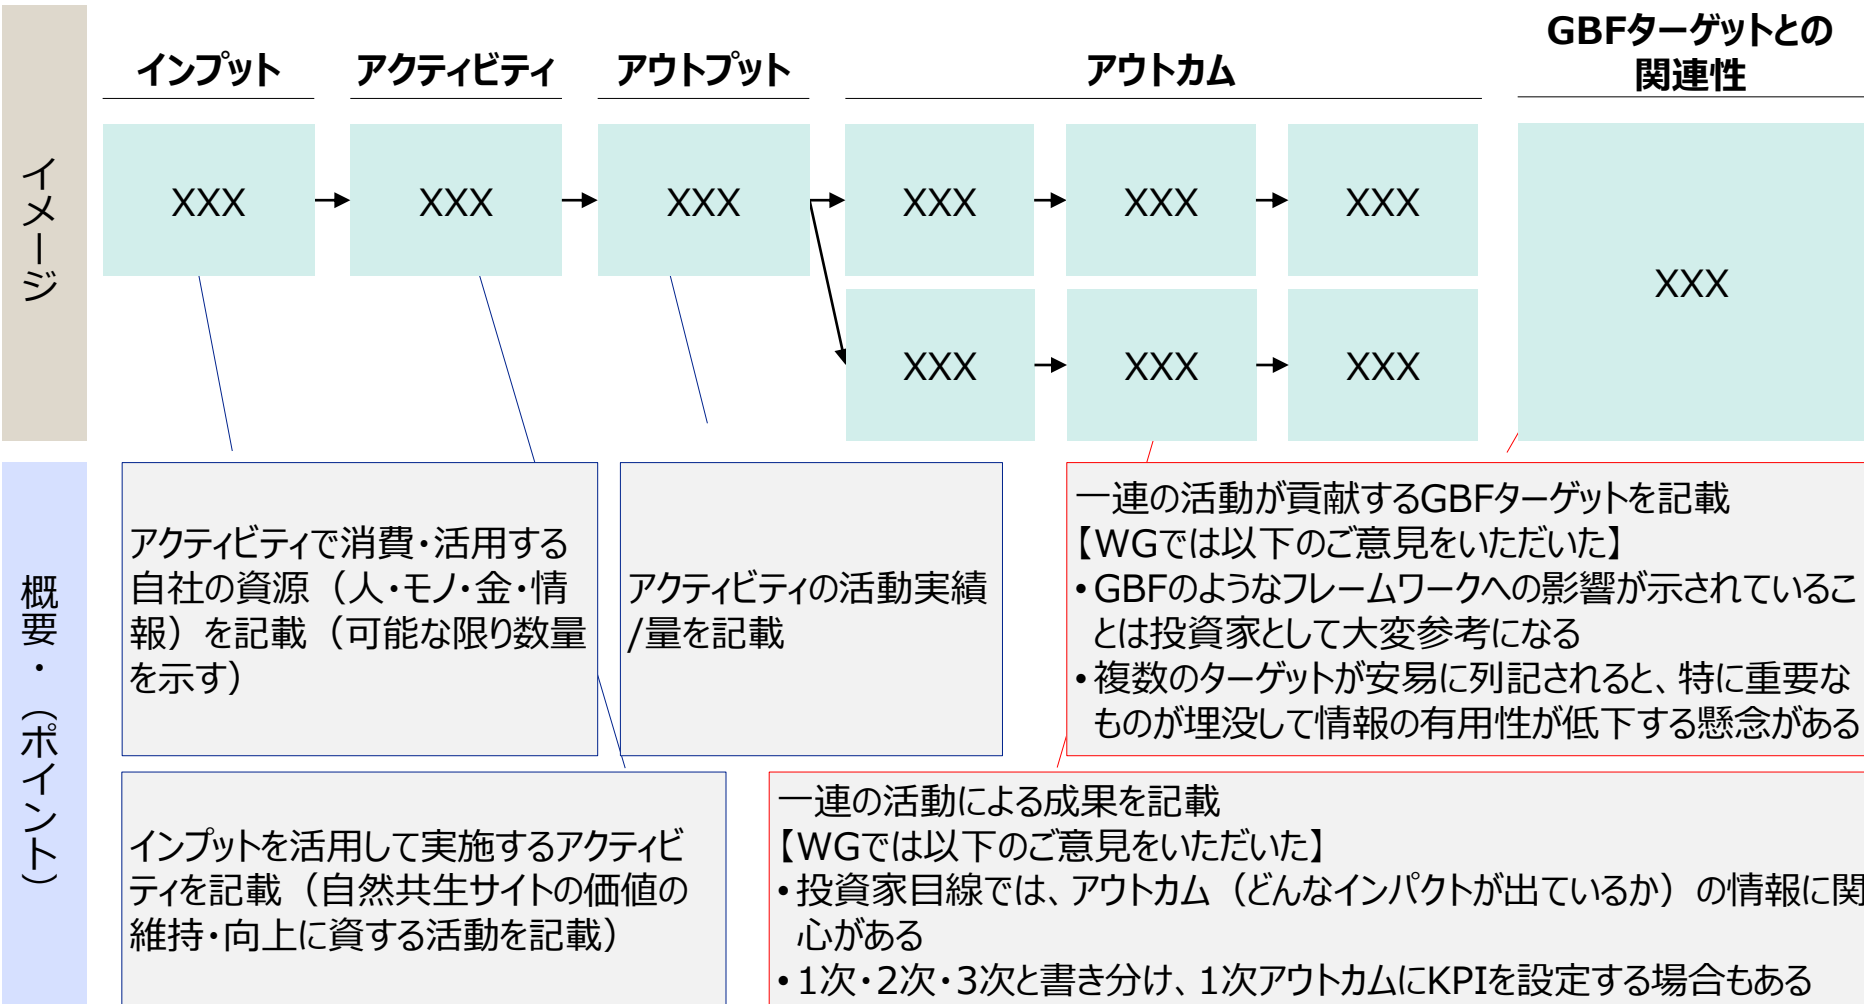 イメージ
インプット
アクティビティ
アウトプット
アウトカム
GBFターゲットとの
関連性
XXX
XXX
XXX
XXX
XXX
XXX
XXX
XXX
XXX
XXX
概要・（ポイント）
アクティビティで消費・活用する
自社の資源（人・モノ・金・情
報）を記載（可能な限り数量
を示す）
アクティビティの活動実績
/量を記載
一連の活動が貢献するGBFターゲットを記載
【WGでは以下のご意見をいただいた】
•GBFのようなフレームワークへの影響が示されているこ
とは投資家として大変参考になる
•複数のターゲットが安易に列記されると、特に重要な
ものが埋没して情報の有用性が低下する懸念がある
インプットを活用して実施するアクティビ
ティを記載（自然共生サイトの価値の
維持・向上に資する活動を記載）
一連の活動による成果を記載
【WGでは以下のご意見をいただいた】
•投資家目線では、アウトカム（どんなインパクトが出ているか）の情報に関
心がある
•1次・2次・3次と書き分け、1次アウトカムにKPIを設定する場合もある